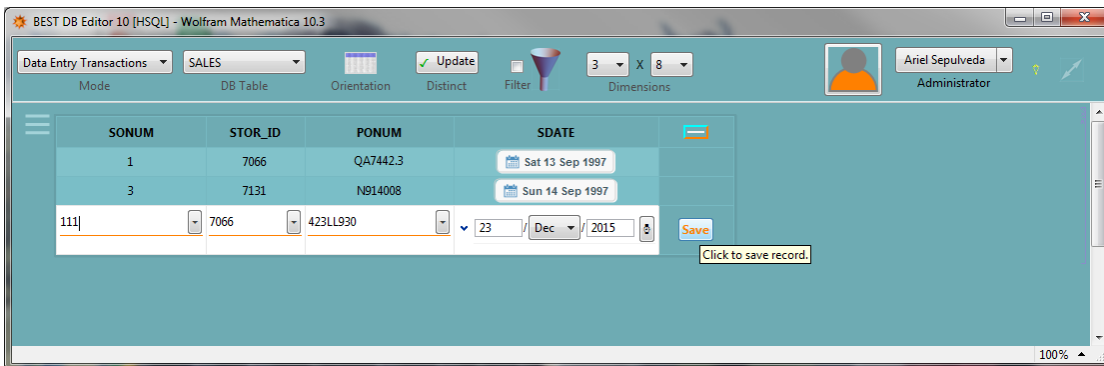 BEST DB Editor 10 [HSQL] - Wolfram Mathematica 10.3
Data Entry Transactions SALES Update 3 X 8 Ariel Sepulveda
Mode DB Table Orientation Distinct Filter Dimensions Administrator
SONUM STOR_ID PONUM SDATE
1 7066 QA7442.3 Sat 13 Sep 1997
3 7131 N914008 Sun 14 Sep 1997
111 7066 423LL930 23 / Dec / 2015 Save
Click to save record.
100%